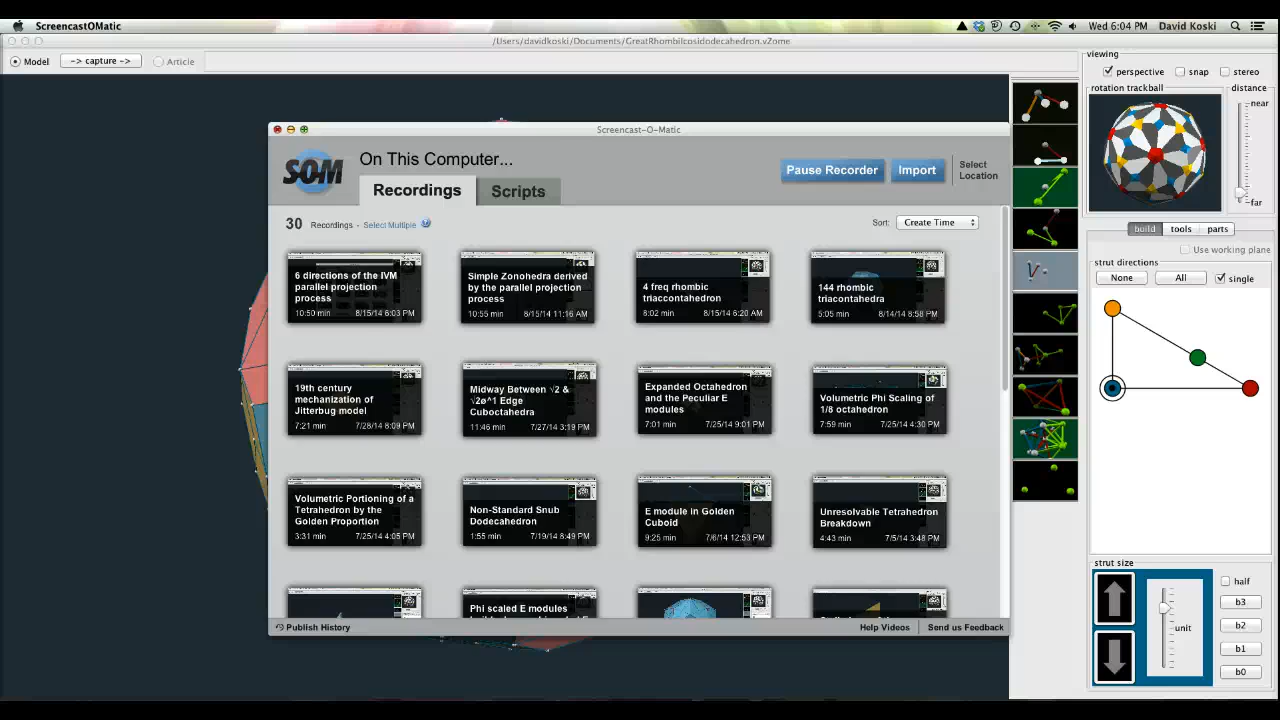 ScreencastOMatic
Wed 6:04 PM David Koski
/Users/davidkoski/Documents/GreatRhombiIcosidodecahedron.vZome
Model
-> capture ->
Article
viewing
perspective
snap
stereo
rotation trackball
distance
near
far
Screencast-O-Matic
SOM
On This Computer...
Recordings
Scripts
Pause Recorder
Import
Select
Location
30 Recordings - Select Multiple ?
Sort: Create Time
6 directions of the IVM
parallel projection
process
10:50 min 8/15/14 6:03 PM
Simple Zonohedra derived
by the parallel projection
process
10:55 min 8/15/14 11:16 AM
4 freq rhombic
triaccontahedron
8:02 min 8/15/14 6:20 AM
144 rhombic
triacontahedra
5:05 min 8/14/14 8:58 PM
19th century
mechanization of
Jitterbug model
7:21 min 7/28/14 8:09 PM
Midway Between √2 &
√2ø^1 Edge
Cuboctahedra
11:46 min 7/27/14 3:19 PM
Expanded Octahedron
and the Peculiar E
modules
7:01 min 7/25/14 9:01 PM
Volumetric Phi Scaling of
1/8 octahedron
7:59 min 7/25/14 4:30 PM
Volumetric Portioning of a
Tetrahedron by the
Golden Proportion
3:31 min 7/25/14 4:05 PM
Non-Standard Snub
Dodecahedron
1:55 min 7/19/14 8:49 PM
E module in Golden
Cuboid
9:25 min 7/6/14 12:53 PM
Unresolvable Tetrahedron
Breakdown
4:43 min 7/5/14 3:48 PM
Phi scaled E modules
Publish History
Help Videos
Send us Feedback
build
tools
parts
Use working plane
strut directions
None
All
single
strut size
half
b3
b2
unit
b1
b0